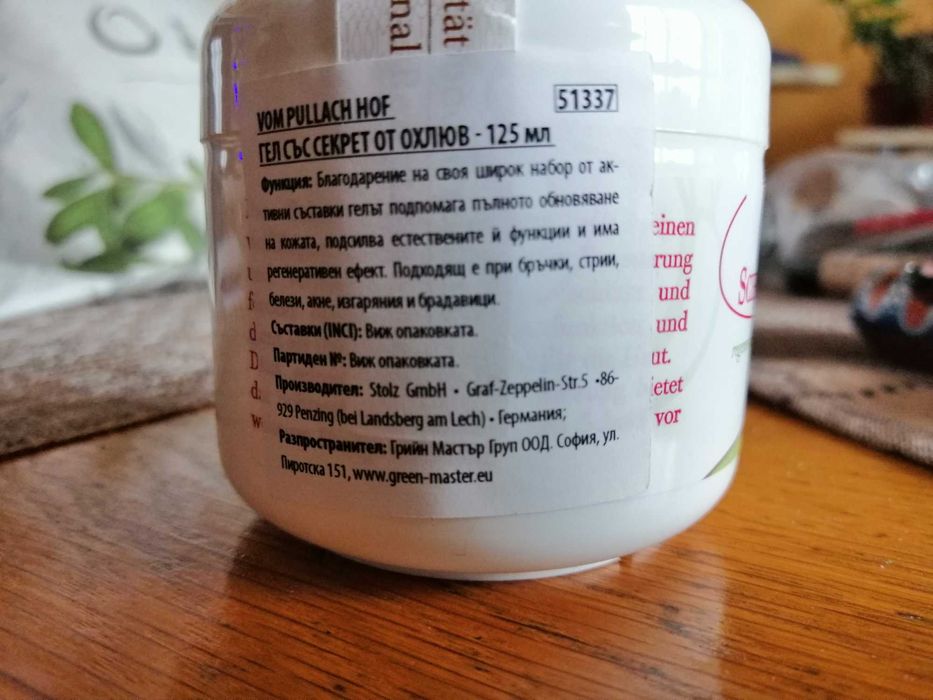 ität
nal
VOM PULLACH HOF
51337
ГЕЛ СЪС СЕКРЕТ ОТ ОХЛЮВ - 125 мл
Функция: Благодарение на своя широк набор от ак-
тивни съставки гелът подпомага пълното обновяване
на кожата, подсилва естествените й функции и има
регенеративен ефект. Подходящ е при бръчки, стрии,
белези, акне, изгаряния и брадавици.
Съставки (INCI): Виж опаковката.
Партиден №: Виж опаковката.
Производител: Stolz GmbH • Graf-Zeppelin-Str.5 •86-
929 Penzing (bei Landsberg am Lech) • Германия;
Разпространител: Грийн Мастър Груп ООД. София, ул.
Пиротска 151, www.green-master.eu
einen
rung
und
und
ut.
ietet
vor